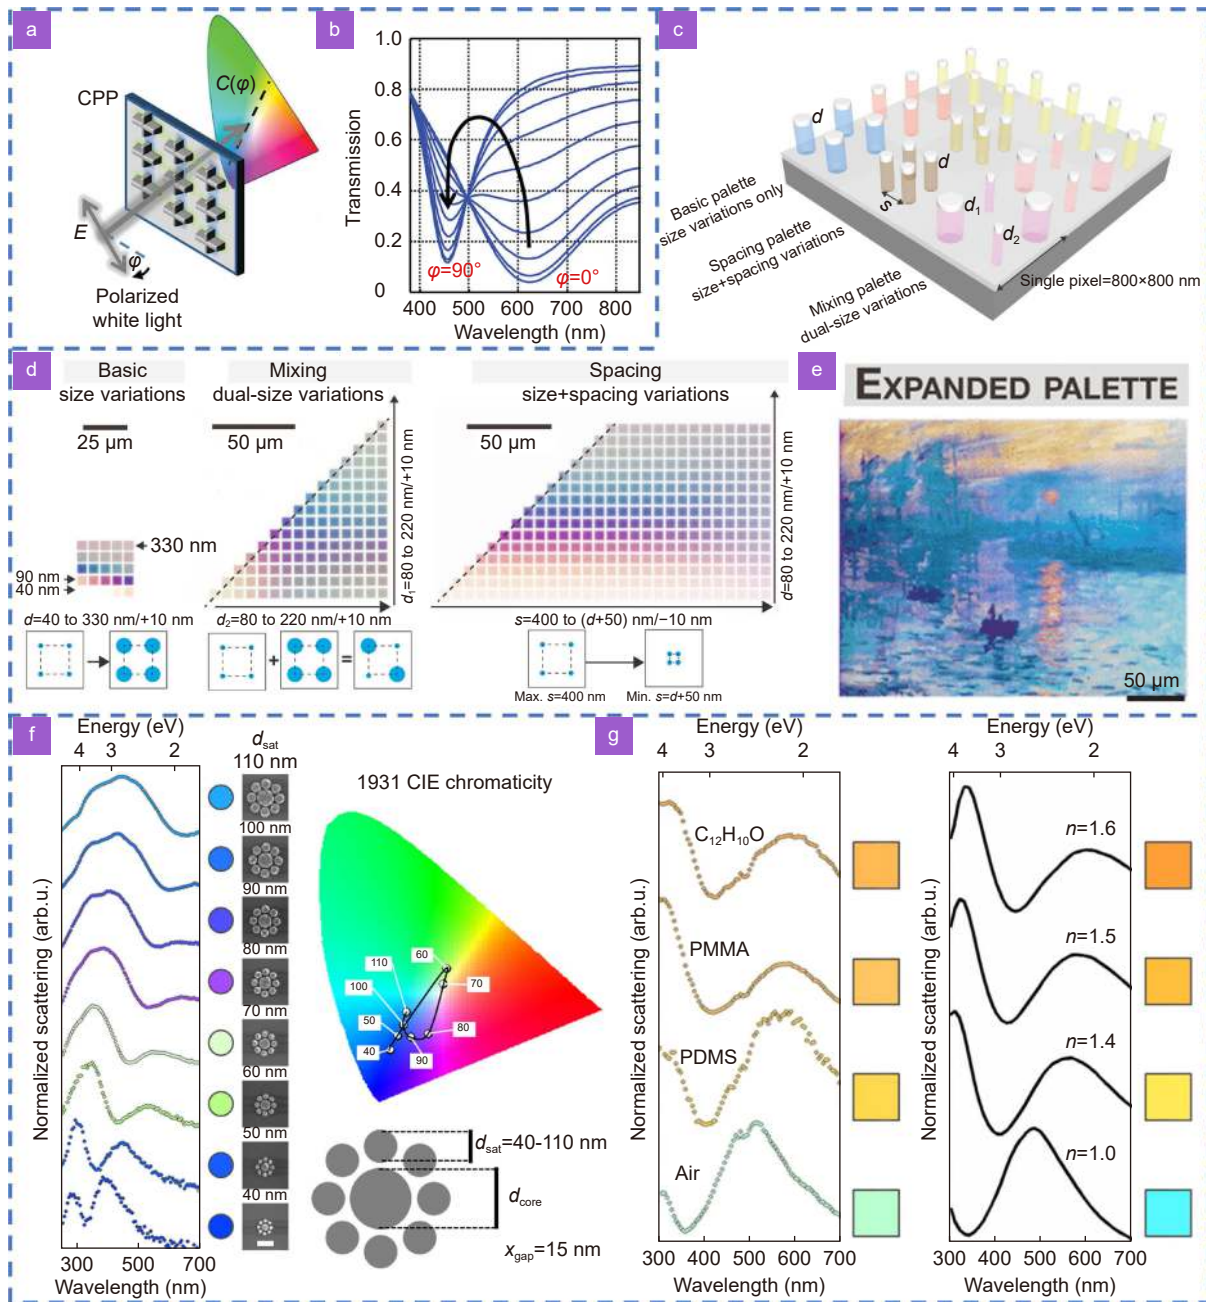 a
CPP
C(φ)
E
φ
Polarized
white light
b
1.0
0.8
0.6
0.4
0.2
0
Transmission
φ=90°
φ=0°
400
500
600
700
800
Wavelength (nm)
c
d
d
s
d₁
d₂
Basic palette
size variations only
Spacing palette
size+spacing variations
Mixing palette
dual-size variations
Single pixel=800×800 nm
d
Basic
size variations
25 μm
330 nm
90 nm
40 nm
d=40 to 330 nm/+10 nm
Mixing
dual-size variations
50 μm
d₁=80 to 220 nm/+10 nm
d₂=80 to 220 nm/+10 nm
+
=
Spacing
size+spacing variations
50 μm
d=80 to 220 nm/+10 nm
s=400 to (d+50) nm/−10 nm
Max. s=400 nm
Min. s=d+50 nm
e
EXPANDED PALETTE
50 μm
f
Energy (eV)
4 3 2
Normalized scattering (arb.u.)
300
500
700
Wavelength (nm)
d_sat
110 nm
100 nm
90 nm
80 nm
70 nm
60 nm
50 nm
40 nm
1931 CIE chromaticity
60
110
70
100
50
80
40
90
d_sat=40-110 nm
d_core
x_gap=15 nm
g
Energy (eV)
4 3 2
Normalized scattering (arb.u.)
C₁₂H₁₀O
PMMA
PDMS
Air
300 400 500 600 700
Wavelength (nm)
Energy (eV)
4 3 2
Normalized scattering (arb.u.)
n=1.6
n=1.5
n=1.4
n=1.0
300 400 500 600 700
Wavelength (nm)